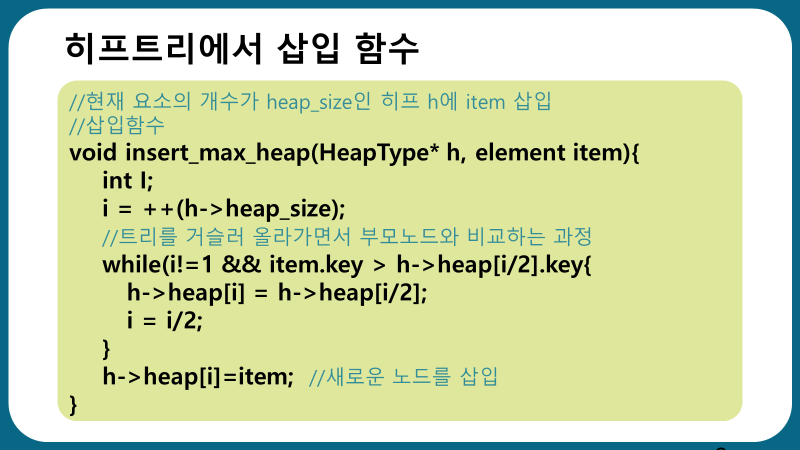 히프트리에서 삽입 함수
//현재 요소의 개수가 heap_size인 히프 h에 item 삽입
//삽입함수
void insert_max_heap(HeapType* h, element item){
int I;
i = ++(h->heap_size);
//트리를 거슬러 올라가면서 부모노드와 비교하는 과정
while(i!=1 && item.key > h->heap[i/2].key{
h->heap[i] = h->heap[i/2];
i = i/2;
}
h->heap[i]=item; //새로운 노드를 삽입
}